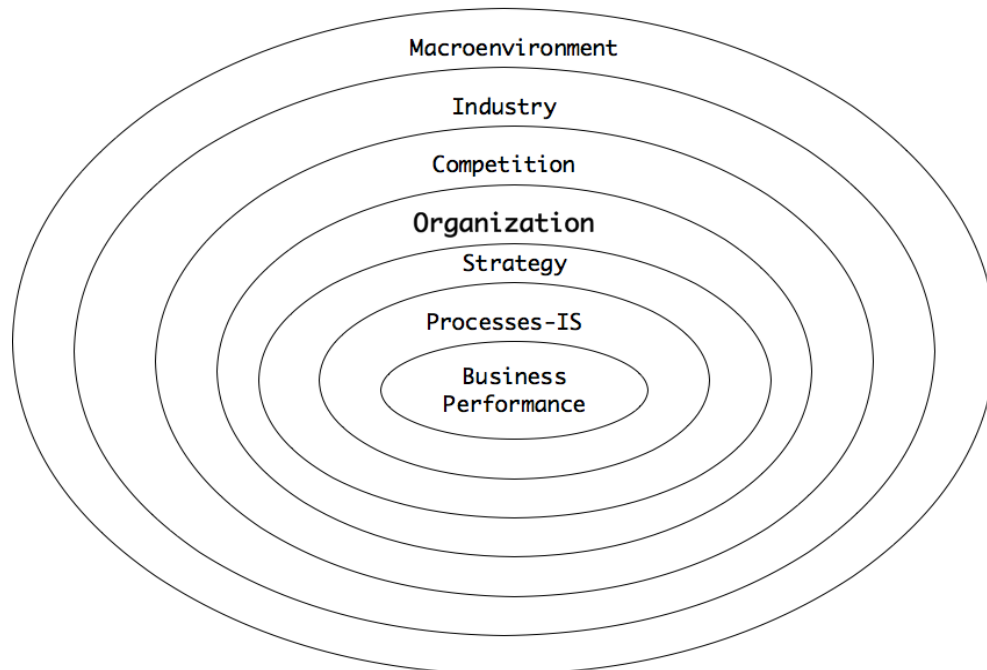 Macroenvironment
Industry
Competition
Organization
Strategy
Processes-IS
Business
Performance